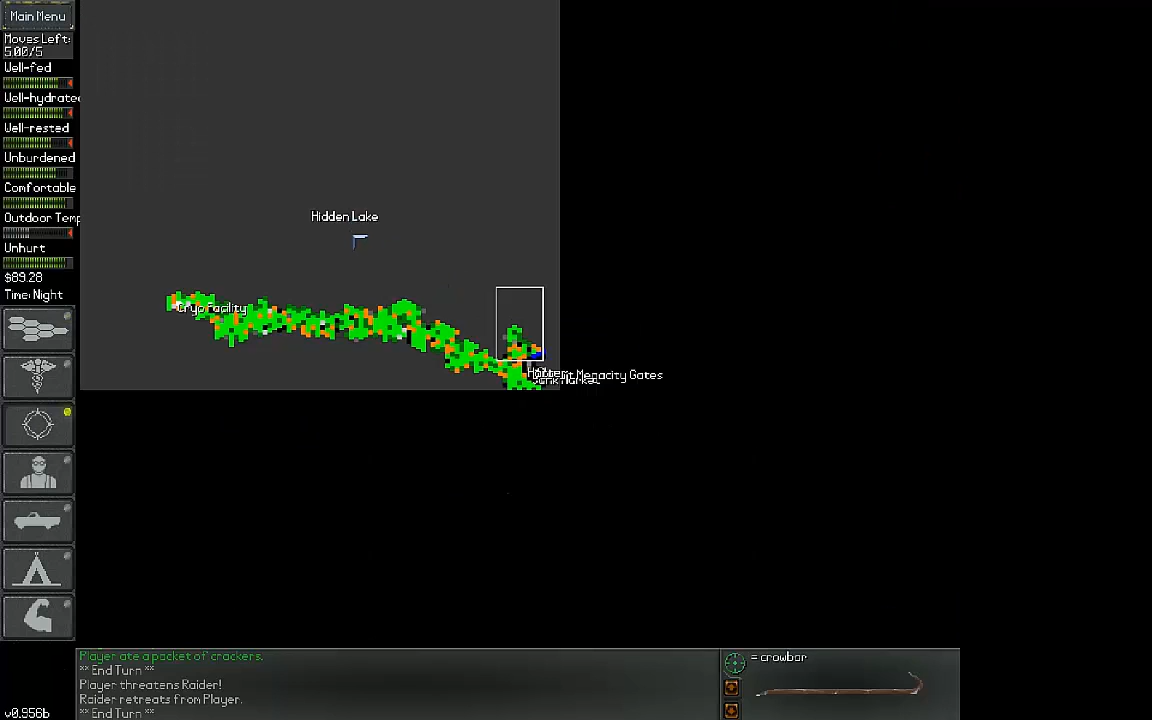 Main Menu
Moves Left:
5.00/5
Well-fed
Well-hydrated
Well-rested
Unburdened
Comfortable
Outdoor Temp
Unhurt
$89.28
Time: Night
Hidden Lake
Cryo Facility
Megacity Gates
Junk Market
Player ate a packet of crackers.
** End Turn **
Player threatens Raider!
Raider retreats from Player.
** End Turn **
= crowbar
v0.956b